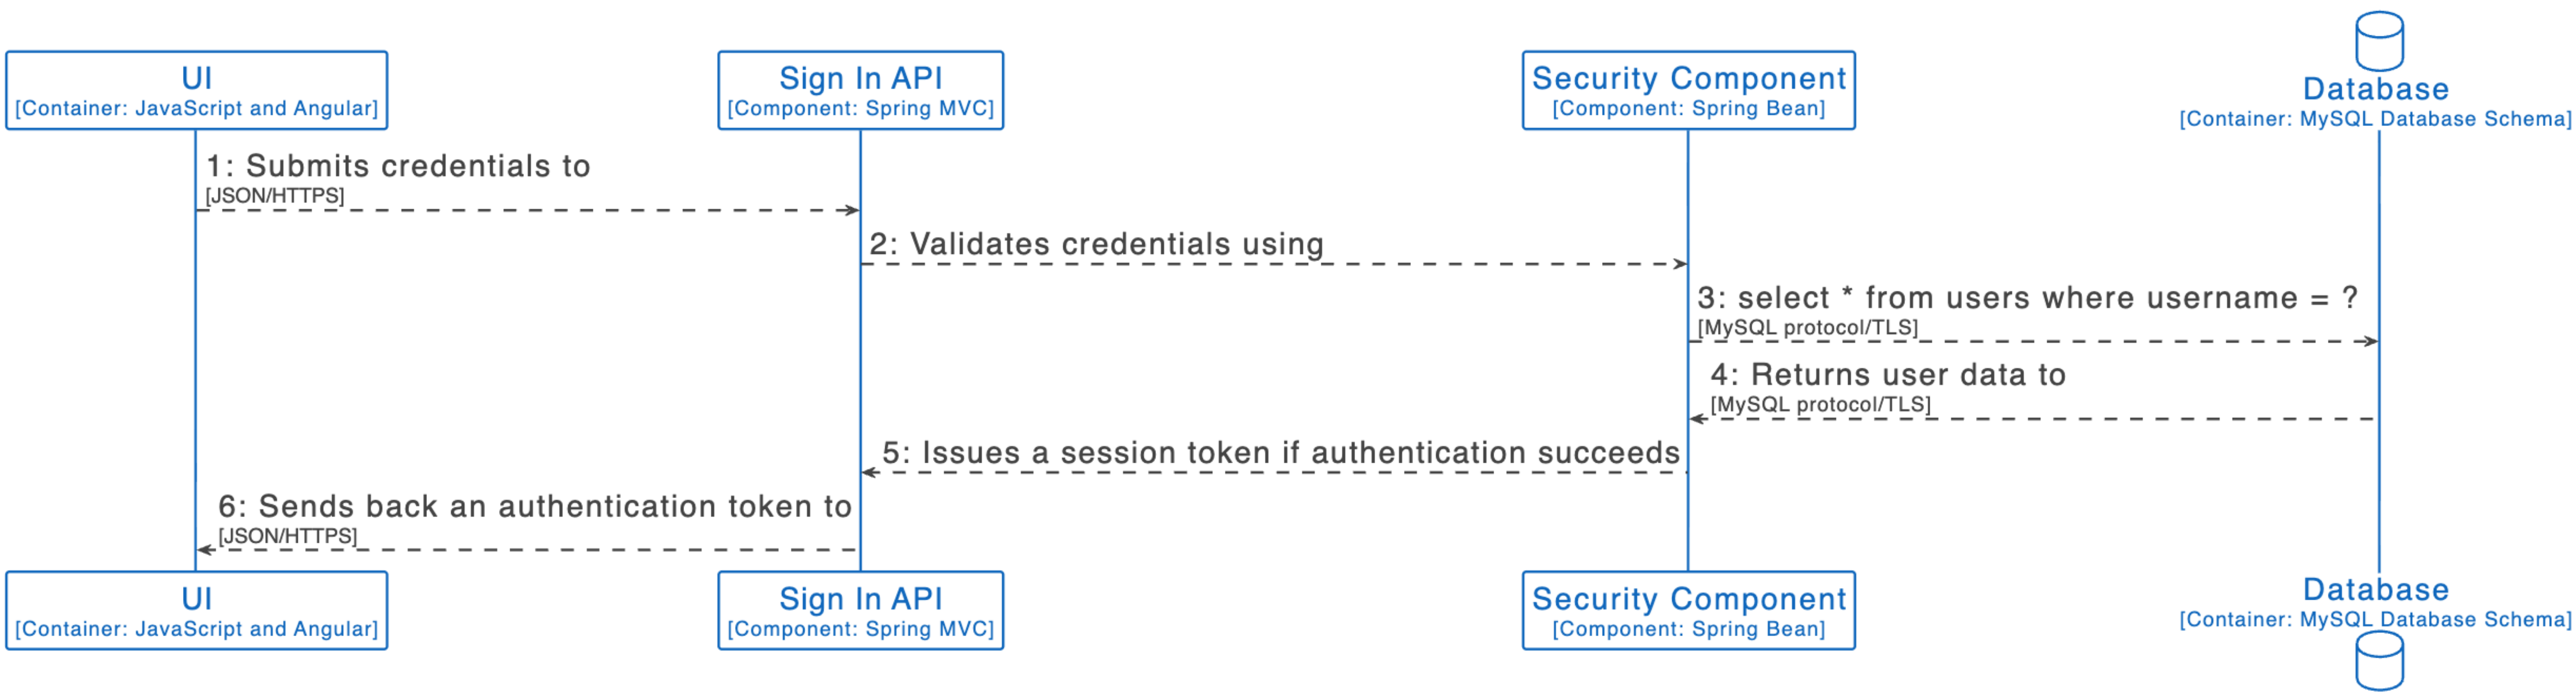 UI
[Container: JavaScript and Angular]
Sign In API
[Component: Spring MVC]
Security Component
[Component: Spring Bean]
Database
[Container: MySQL Database Schema]
1: Submits credentials to
[JSON/HTTPS]
2: Validates credentials using
3: select * from users where username = ?
[MySQL protocol/TLS]
4: Returns user data to
[MySQL protocol/TLS]
5: Issues a session token if authentication succeeds
6: Sends back an authentication token to
[JSON/HTTPS]
UI
[Container: JavaScript and Angular]
Sign In API
[Component: Spring MVC]
Security Component
[Component: Spring Bean]
Database
[Container: MySQL Database Schema]